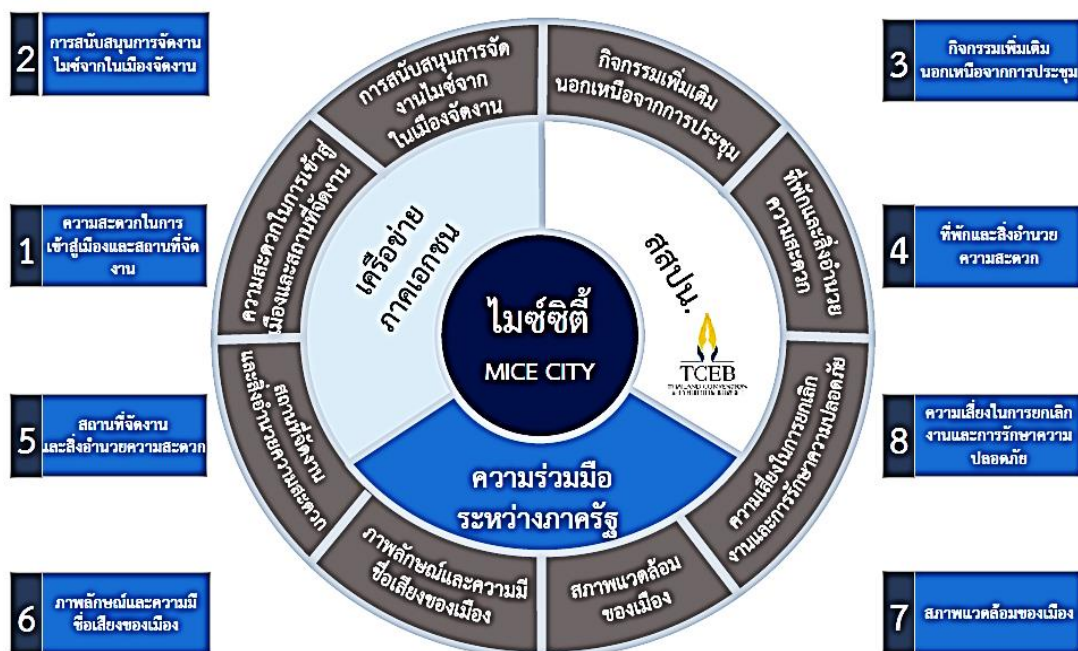 2
การสนับสนุนการจัดงาน
ไมซ์จากในเมืองจัดงาน
1
ความสะดวกในการ
เข้าสู่เมืองและสถานที่จัด
งาน
5
สถานที่จัดงาน
และสิ่งอำนวยความสะดวก
6
ภาพลักษณ์และความมี
ชื่อเสียงของเมือง
การสนับสนุนการจัด
งานไมซ์จาก
ในเมืองจัดงาน
กิจกรรมเพิ่มเติม
นอกเหนือจากการประชุม
ความสะดวกในการเข้าสู่
เมืองและสถานที่จัดงาน
ที่พักและสิ่งอำนวย
ความสะดวก
เครือข่าย
ภาคเอกชน
สสปน.
TCEB
THAILAND CONVENTION
& EXHIBITION BUREAU
ไมซ์ซิตี้
MICE CITY
ความร่วมมือ
ระหว่างภาครัฐ
สถานที่จัดงาน
และสิ่งอำนวยความสะดวก
ความเสี่ยงในการยกเลิก
งานและการรักษาความปลอดภัย
ภาพลักษณ์และความมี
ชื่อเสียงของเมือง
สภาพแวดล้อม
ของเมือง
3
กิจกรรมเพิ่มเติม
นอกเหนือจากการประชุม
4
ที่พักและสิ่งอำนวย
ความสะดวก
8
ความเสี่ยงในการยกเลิก
งานและการรักษาความ
ปลอดภัย
7
สภาพแวดล้อมของเมือง